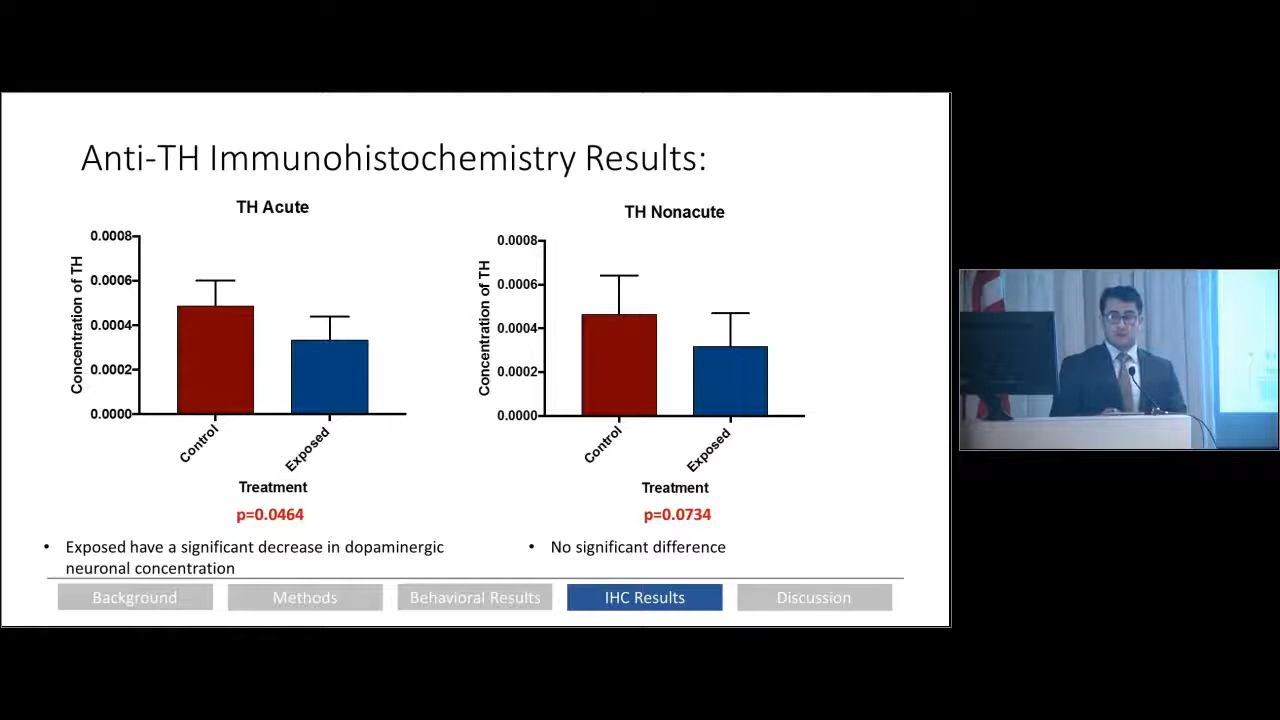 Anti-TH Immunohistochemistry Results:
TH Acute
0.0008
0.0006
0.0004
0.0002
0.0000
Concentration of TH
Control
Exposed
Treatment
p=0.0464
• Exposed have a significant decrease in dopaminergic
neuronal concentration
TH Nonacute
0.0008
0.0006
0.0004
0.0002
0.0000
Concentration of TH
Control
Exposed
Treatment
p=0.0734
• No significant difference
Background
Methods
Behavioral Results
IHC Results
Discussion